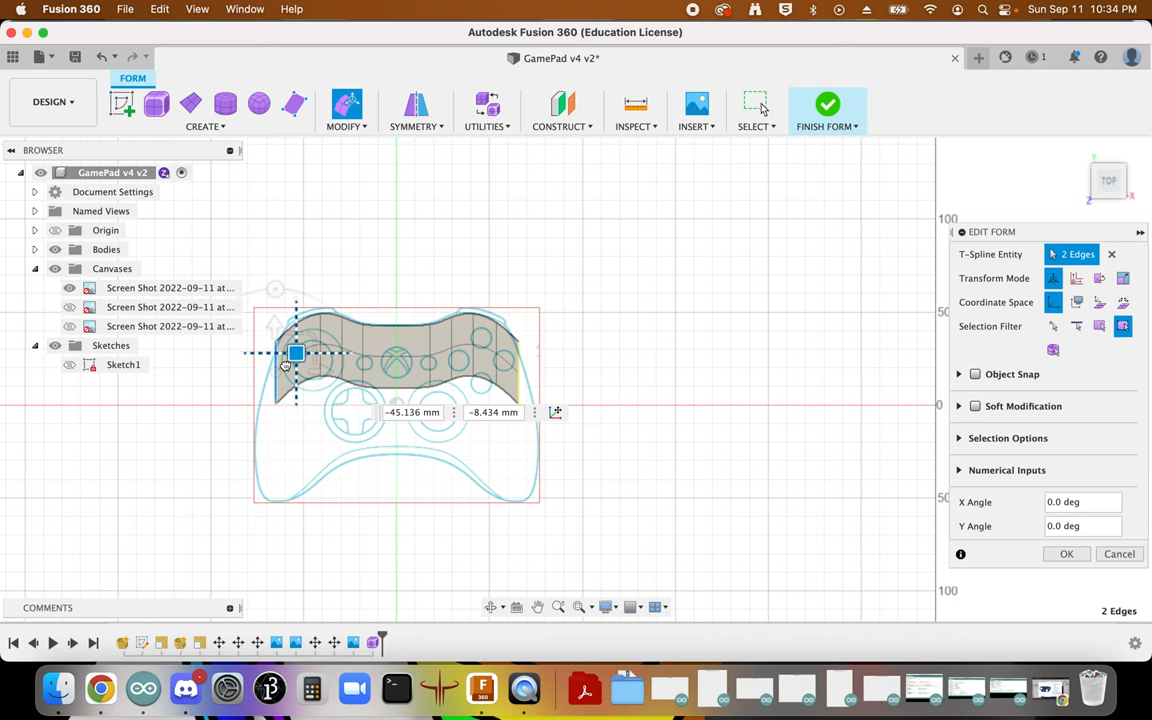 Fusion 360 File Edit View Window Help Sun Sep 11 10:34 PM
Autodesk Fusion 360 (Education License)
GamePad v4 v2*
1
FORM
DESIGN
CREATE MODIFY SYMMETRY UTILITIES CONSTRUCT INSPECT INSERT SELECT FINISH FORM
BROWSER
GamePad v4 v2
Document Settings
Named Views
Origin
Bodies
Canvases
Screen Shot 2022-09-11 at...
Screen Shot 2022-09-11 at...
Screen Shot 2022-09-11 at...
Sketches
Sketch1
TOP
X
Z
100
50
0
50
100
-45.136 mm -8.434 mm
EDIT FORM
T-Spline Entity 2 Edges
Transform Mode
Coordinate Space
Selection Filter
Object Snap
Soft Modification
Selection Options
Numerical Inputs
X Angle 0.0 deg
Y Angle 0.0 deg
OK Cancel
2 Edges
COMMENTS